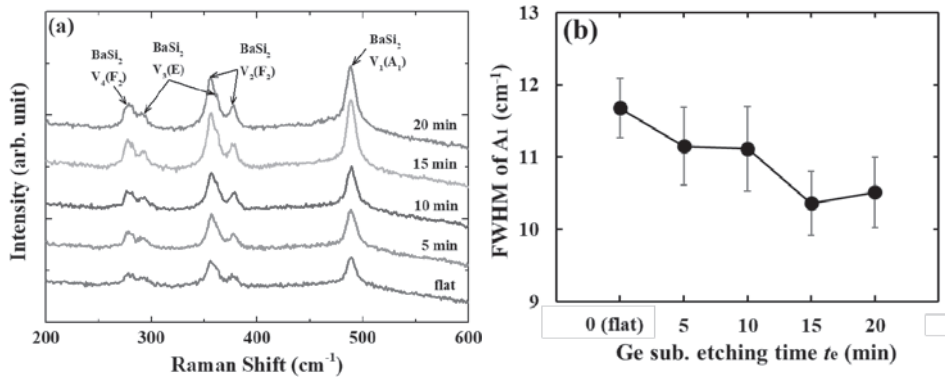 (a)
BaSi₂
V₄(F₂)
BaSi₂
V₃(E)
BaSi₂
V₂(F₂)
BaSi₂
V₁(A₁)
20 min
15 min
10 min
5 min
flat
Intensity (arb. unit)
200 300 400 500 600
Raman Shift (cm⁻¹)
(b)
13
12
11
10
9
FWHM of A₁ (cm⁻¹)
0 (flat) 5 10 15 20
Ge sub. etching time tₑ (min)